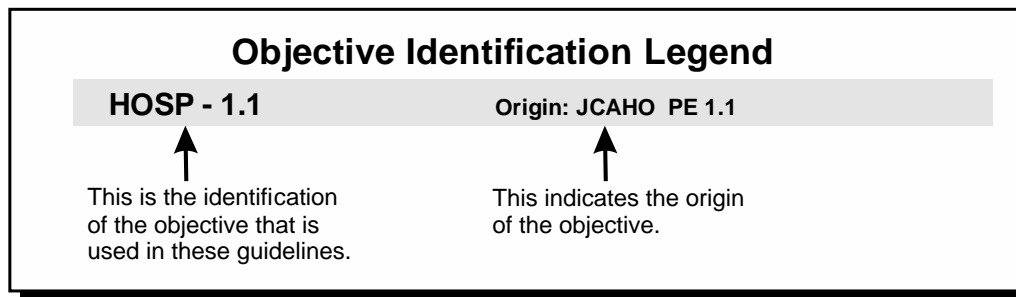 Objective Identification Legend
HOSP - 1.1 Origin: JCAHO PE 1.1
This is the identification
of the objective that is
used in these guidelines.
This indicates the origin
of the objective.